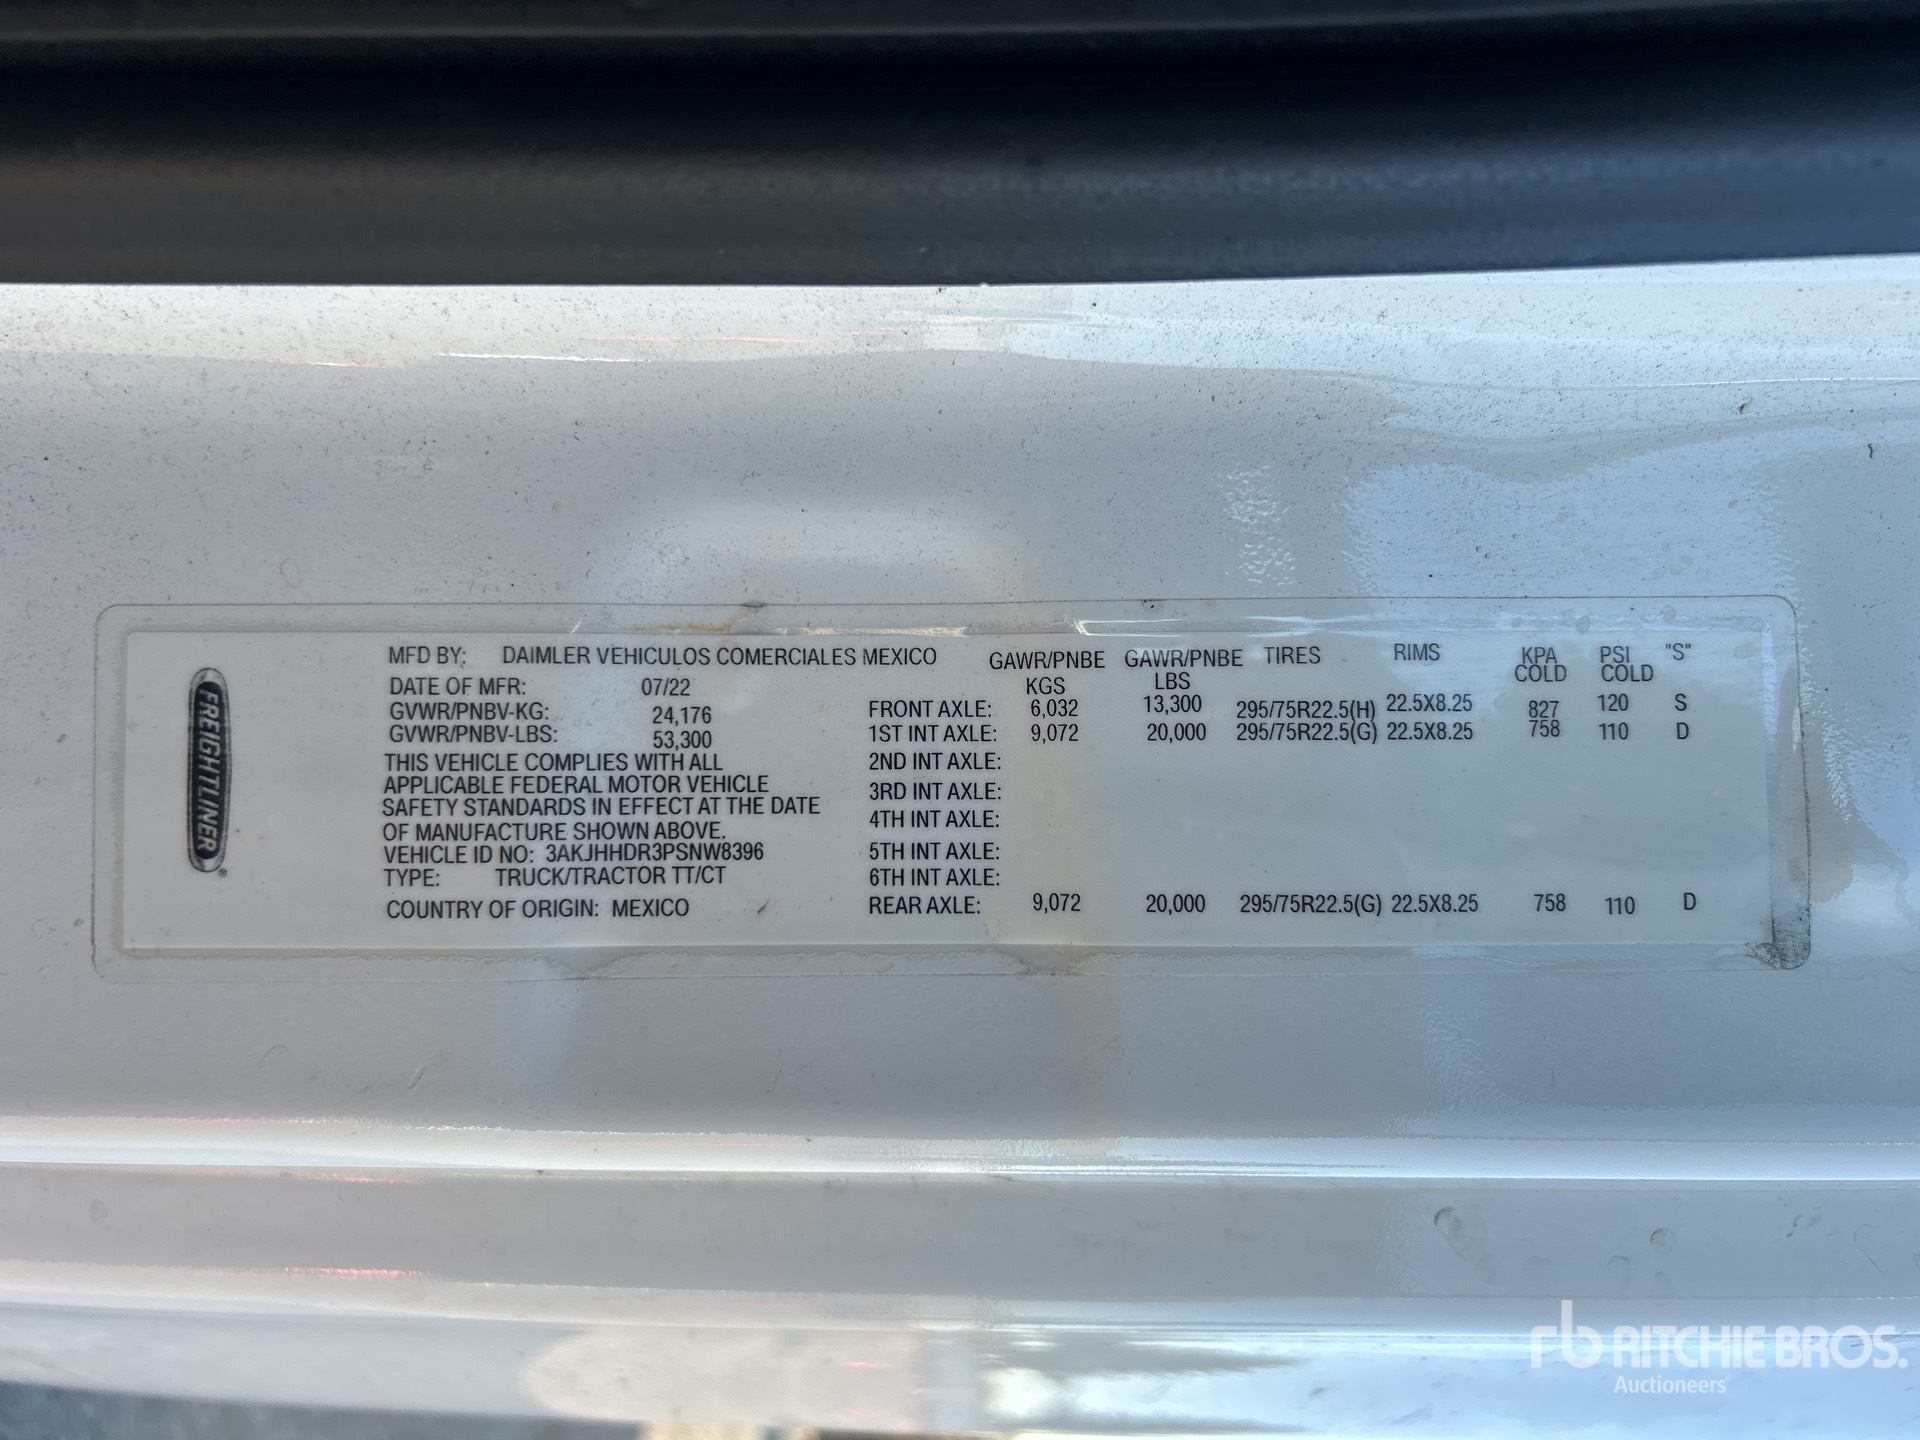 FREIGHTLINER
MFD BY: DAIMLER VEHICULOS COMERCIALES MEXICO
DATE OF MFR: 07/22
GVWR/PNBV-KG: 24,176
GVWR/PNBV-LBS: 53,300
THIS VEHICLE COMPLIES WITH ALL
APPLICABLE FEDERAL MOTOR VEHICLE
SAFETY STANDARDS IN EFFECT AT THE DATE
OF MANUFACTURE SHOWN ABOVE.
VEHICLE ID NO: 3AKJHHDR3PSNW8396
TYPE: TRUCK/TRACTOR TT/CT
COUNTRY OF ORIGIN: MEXICO
GAWR/PNBE GAWR/PNBE TIRES RIMS KPA PSI "S"
KGS LBS COLD COLD
FRONT AXLE: 6,032 13,300 295/75R22.5(H) 22.5X8.25 827 120 S
1ST INT AXLE: 9,072 20,000 295/75R22.5(G) 22.5X8.25 758 110 D
2ND INT AXLE:
3RD INT AXLE:
4TH INT AXLE:
5TH INT AXLE:
6TH INT AXLE:
REAR AXLE: 9,072 20,000 295/75R22.5(G) 22.5X8.25 758 110 D
rb RITCHIE BROS.
Auctioneers